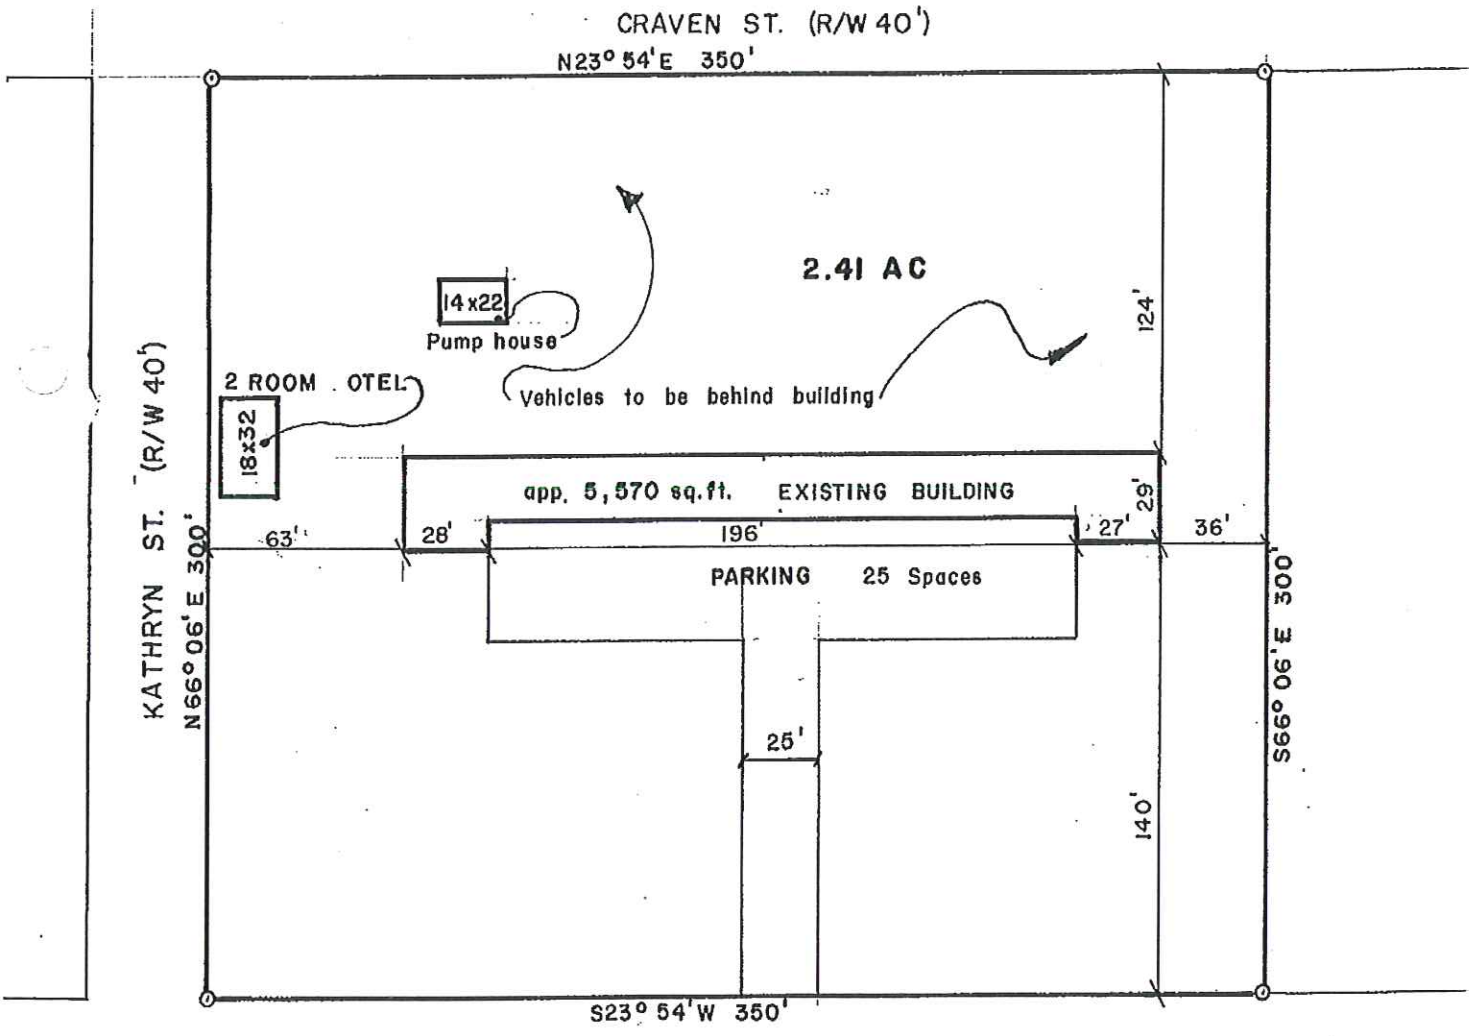 CRAVEN ST. (R/W 40')
N23° 54' E 350'
2.41 AC
124'
14x22
Pump house
2 ROOM . OTEL
Vehicles to be behind building
18x32
KATHRYN ST. (R/W 40')
N66° 06' E 300'
app. 5,570 sq.ft. EXISTING BUILDING
29'
63'
28'
196'
27'
36'
PARKING 25 Spaces
S66° 06' E 300'
25'
140'
S23° 54' W 350'